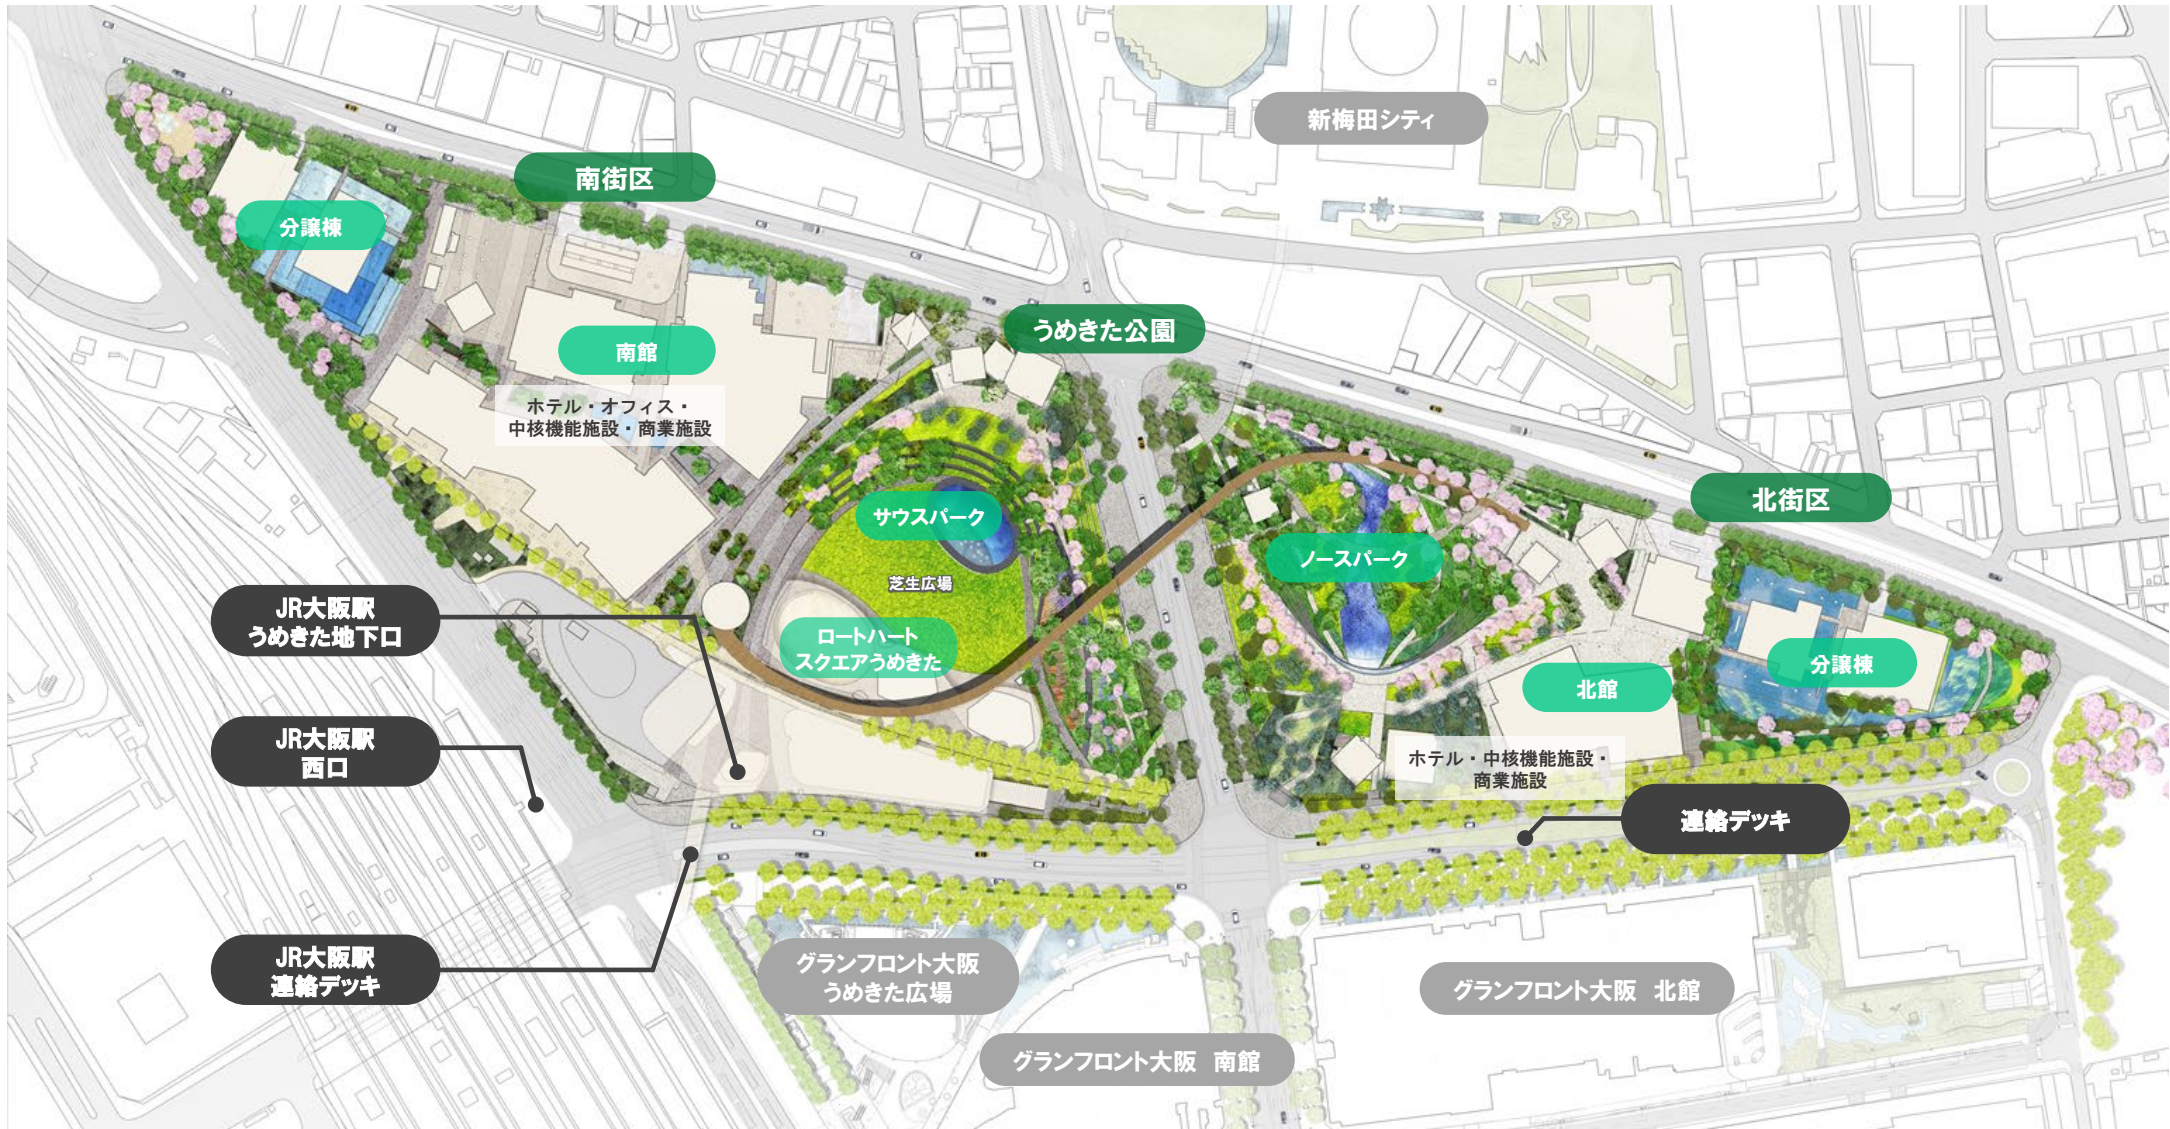 新梅田シティ
南街区
分譲棟
うめきた公園
南館
ホテル・オフィス・
中核機能施設・商業施設
北街区
サウスパーク
ノースパーク
芝生広場
JR大阪駅
うめきた地下口
ロートハート
スクエアうめきた
分譲棟
北館
JR大阪駅
西口
ホテル・中核機能施設・
商業施設
連絡デッキ
JR大阪駅
連絡デッキ
グランフロント大阪
うめきた広場
グランフロント大阪　北館
グランフロント大阪　南館